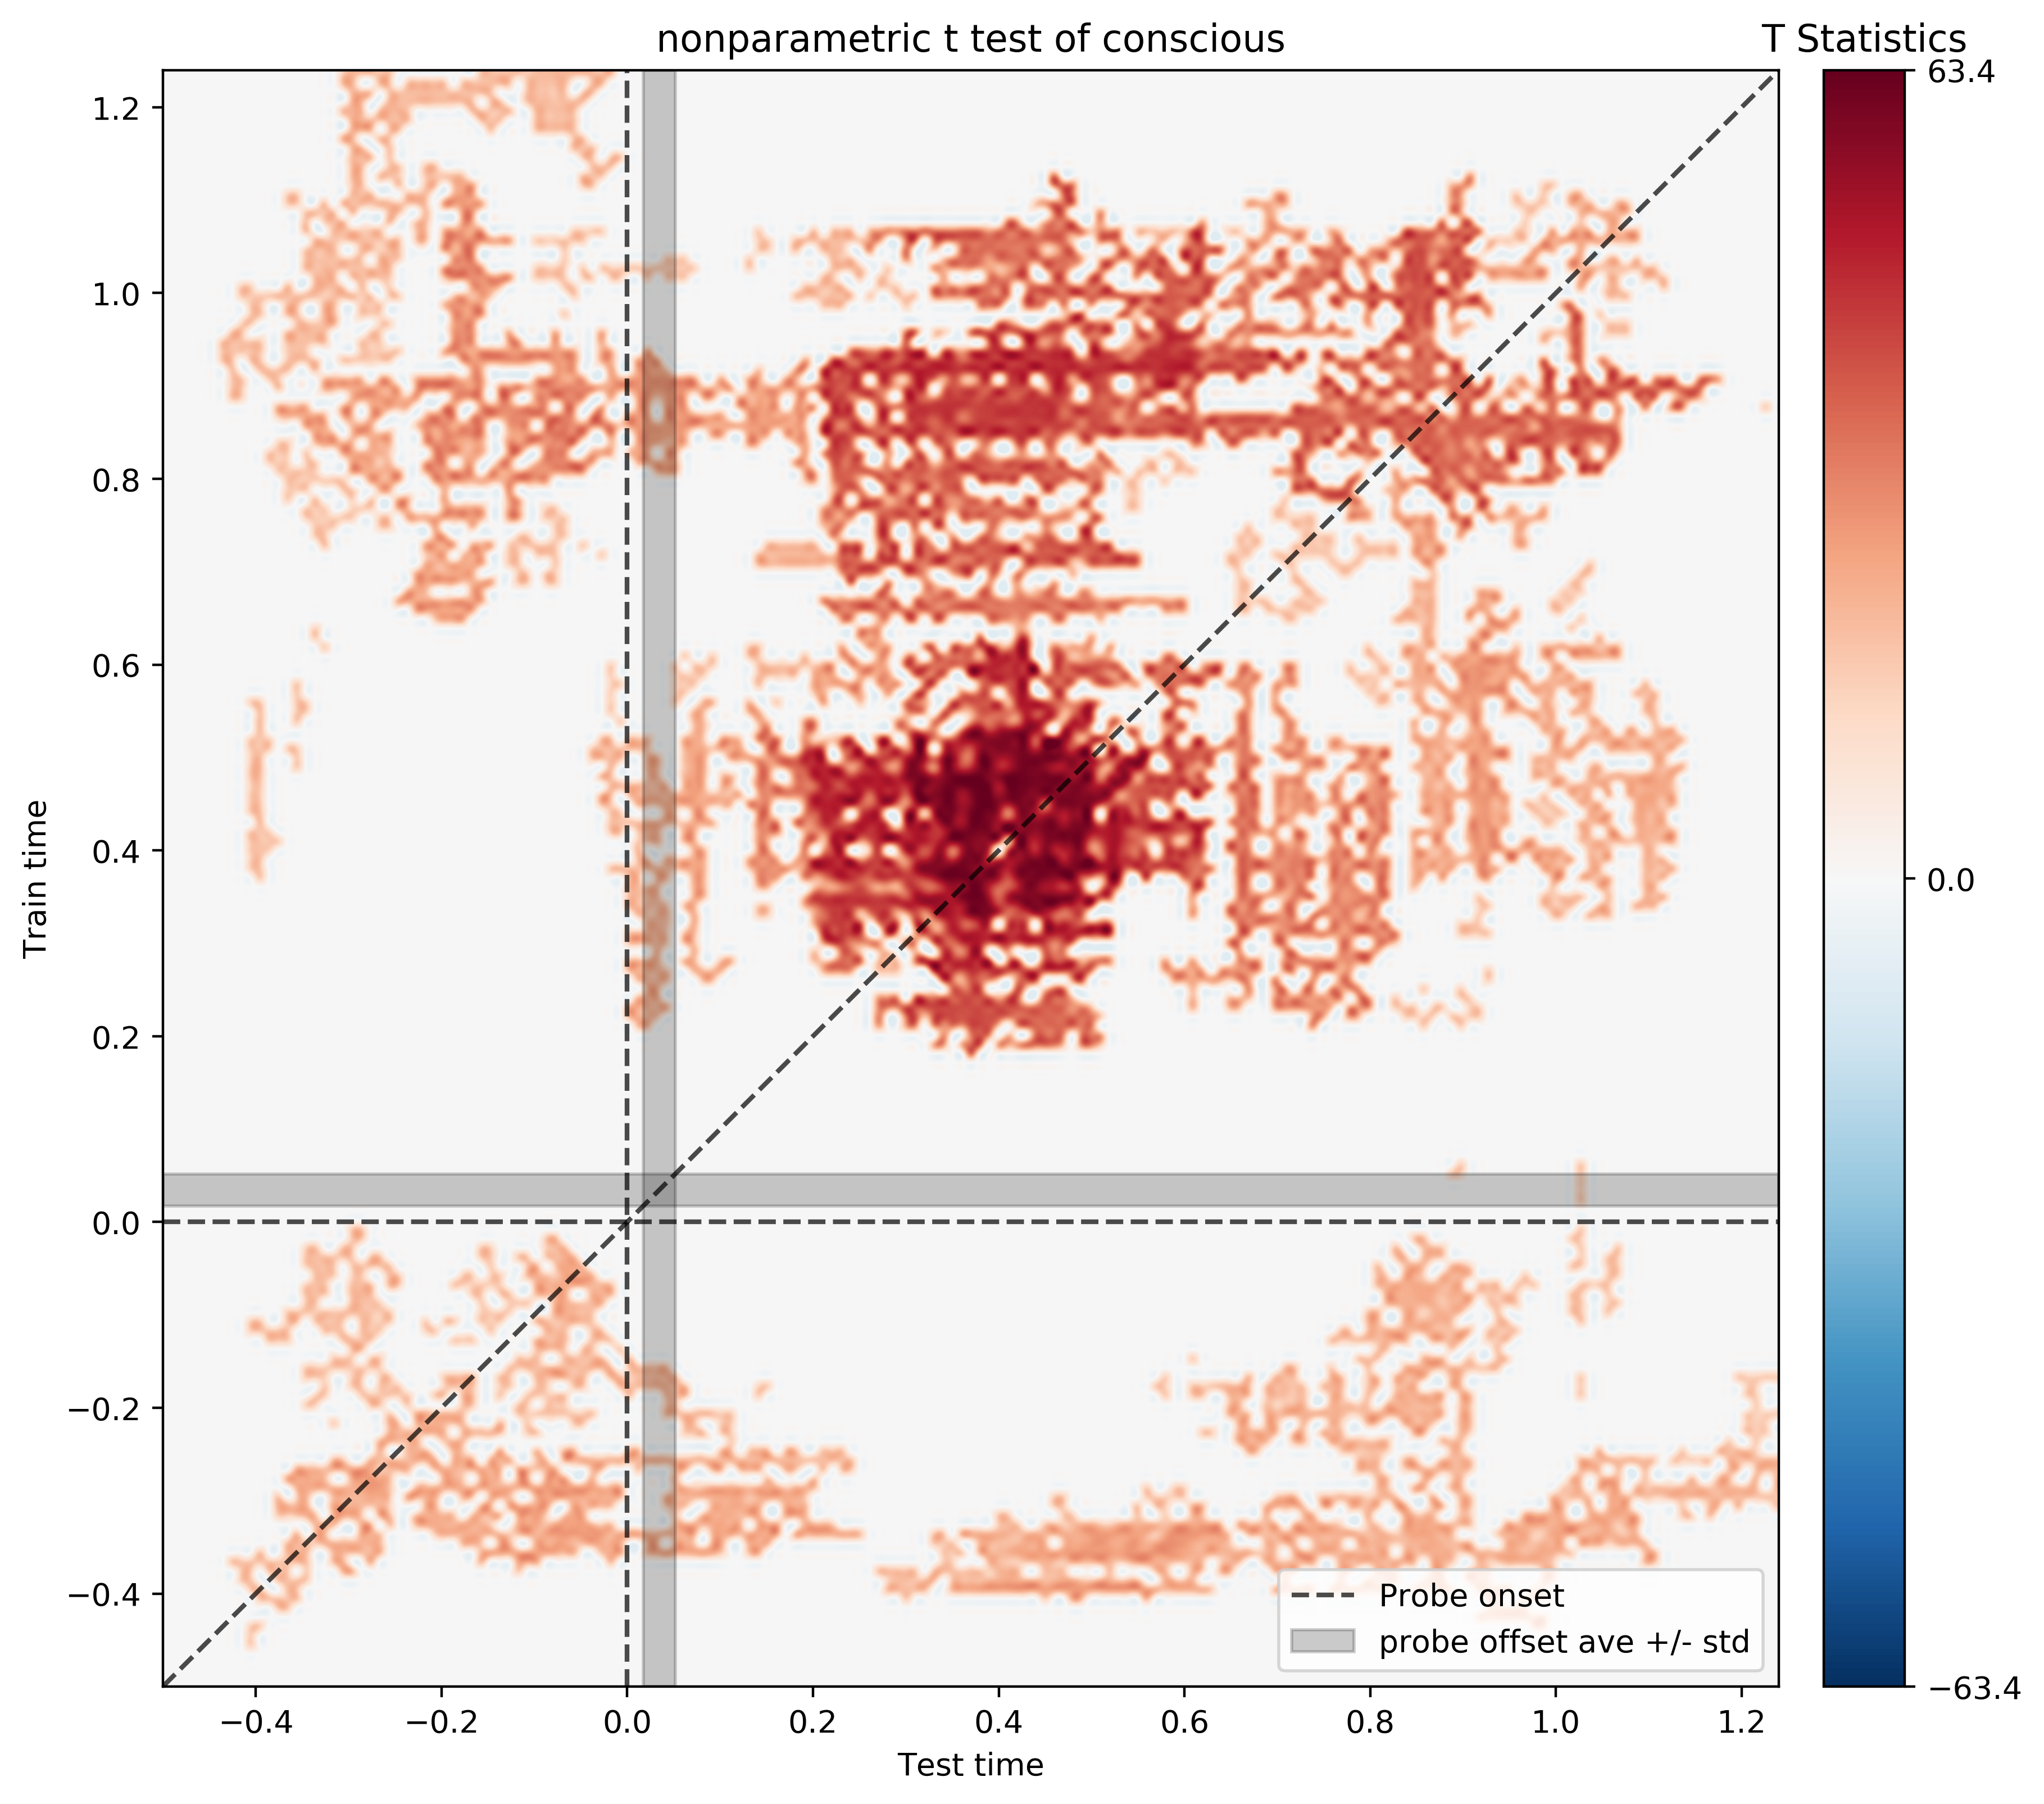 nonparametric t test of conscious
T Statistics
63.4
0.0
−63.4
Train time
1.2
1.0
0.8
0.6
0.4
0.2
0.0
−0.2
−0.4
Probe onset
probe offset ave +/- std
−0.4 −0.2 0.0 0.2 0.4 0.6 0.8 1.0 1.2
Test time